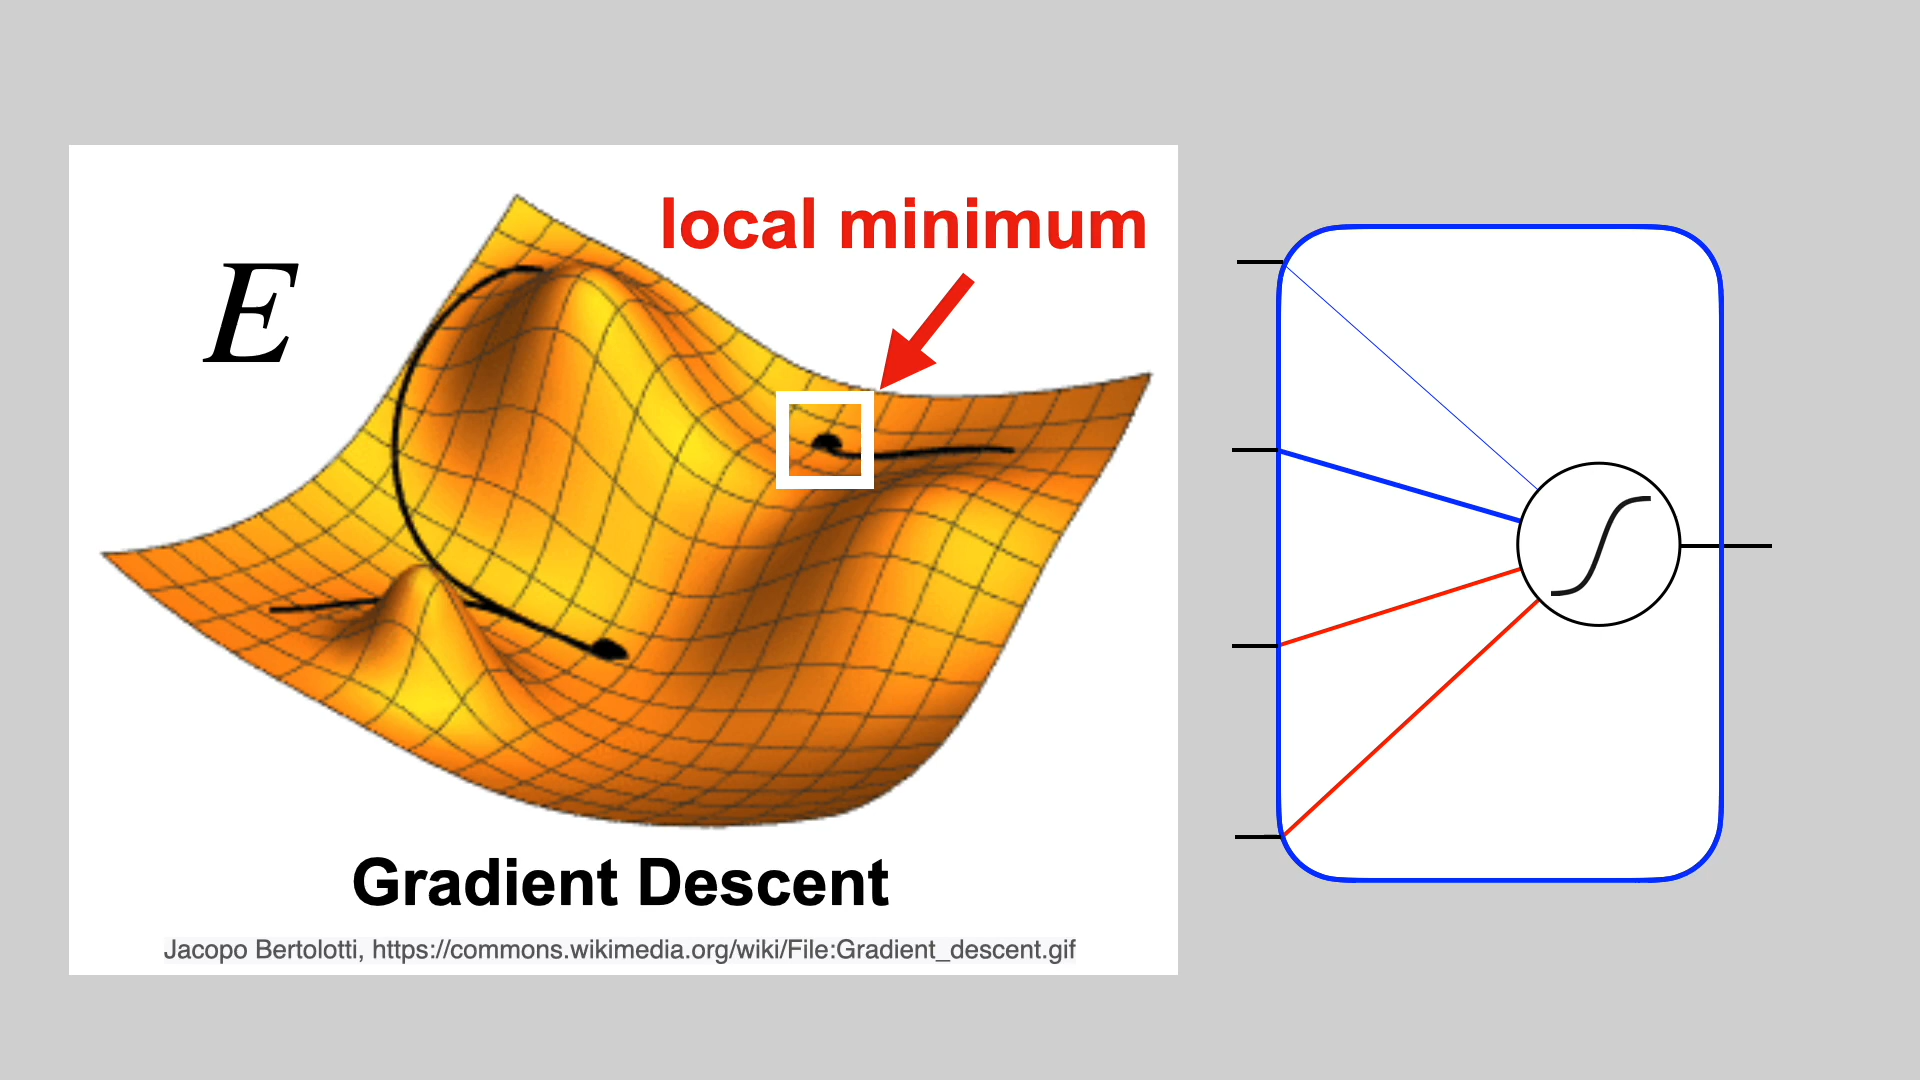 local minimum
E
Gradient Descent
Jacopo Bertolotti, https://commons.wikimedia.org/wiki/File:Gradient_descent.gif